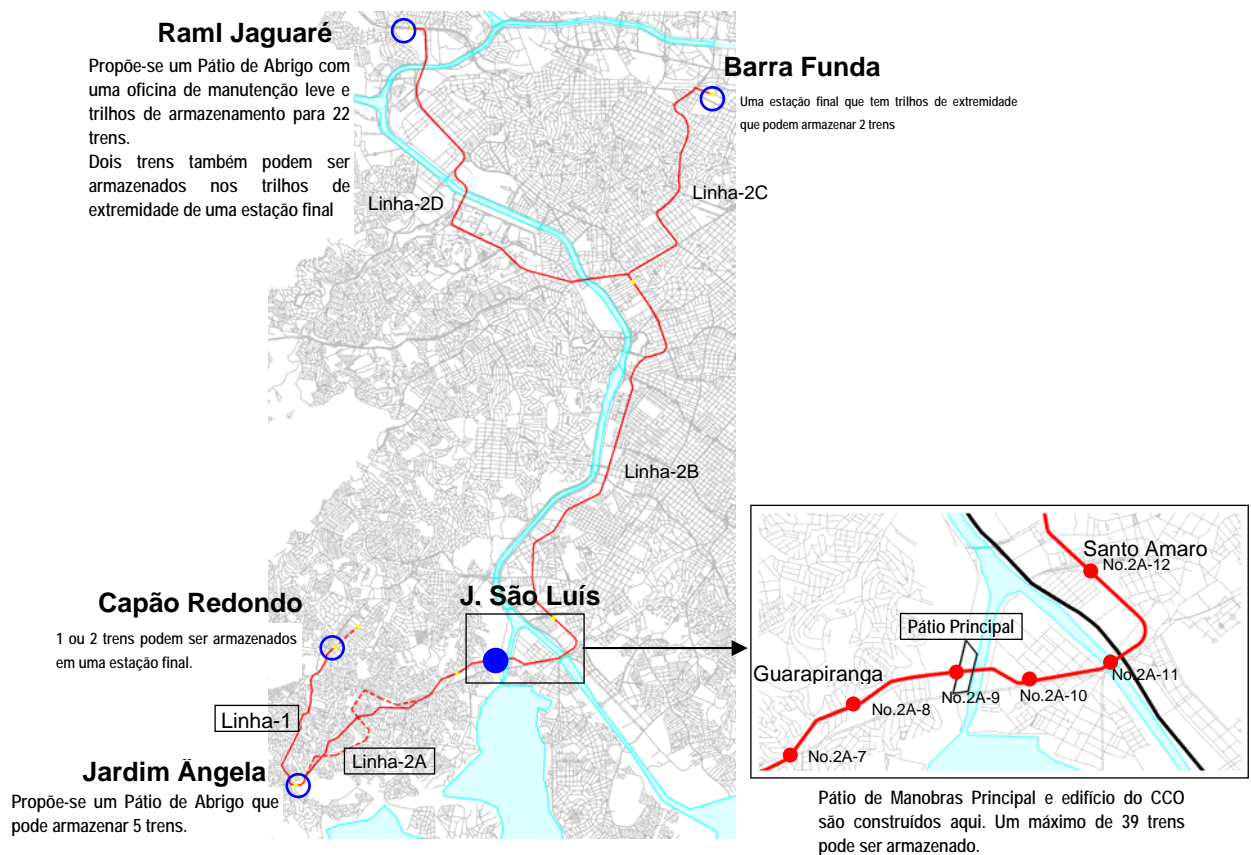 Raml Jaguaré
Propõe-se um Pátio de Abrigo com
uma oficina de manutenção leve e
trilhos de armazenamento para 22
trens.
Dois trens também podem ser
armazenados nos trilhos de
extremidade de uma estação final
Barra Funda
Uma estação final que tem trilhos de extremidade
que podem armazenar 2 trens
Linha-2D
Linha-2C
Linha-2B
Capão Redondo
1 ou 2 trens podem ser armazenados
em uma estação final.
J. São Luís
Linha-1
Linha-2A
Jardim Ângela
Propõe-se um Pátio de Abrigo que
pode armazenar 5 trens.
Santo Amaro
No.2A-12
Pátio Principal
Guarapiranga
No.2A-11
No.2A-10
No.2A-9
No.2A-8
No.2A-7
Pátio de Manobras Principal e edifício do CCO
são construídos aqui. Um máximo de 39 trens
pode ser armazenado.